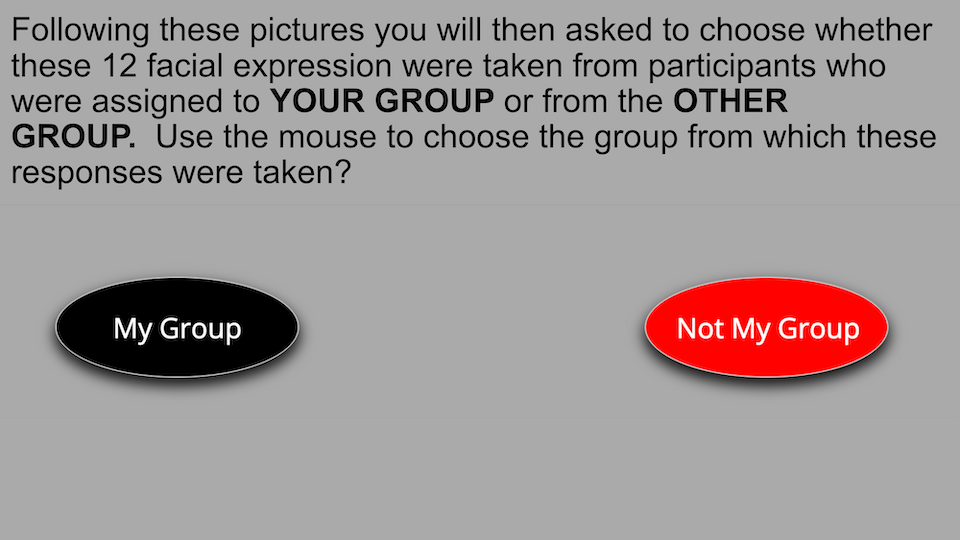 Following these pictures you will then asked to choose whether
these 12 facial expression were taken from participants who
were assigned to YOUR GROUP or from the OTHER
GROUP. Use the mouse to choose the group from which these
responses were taken?
My Group
Not My Group